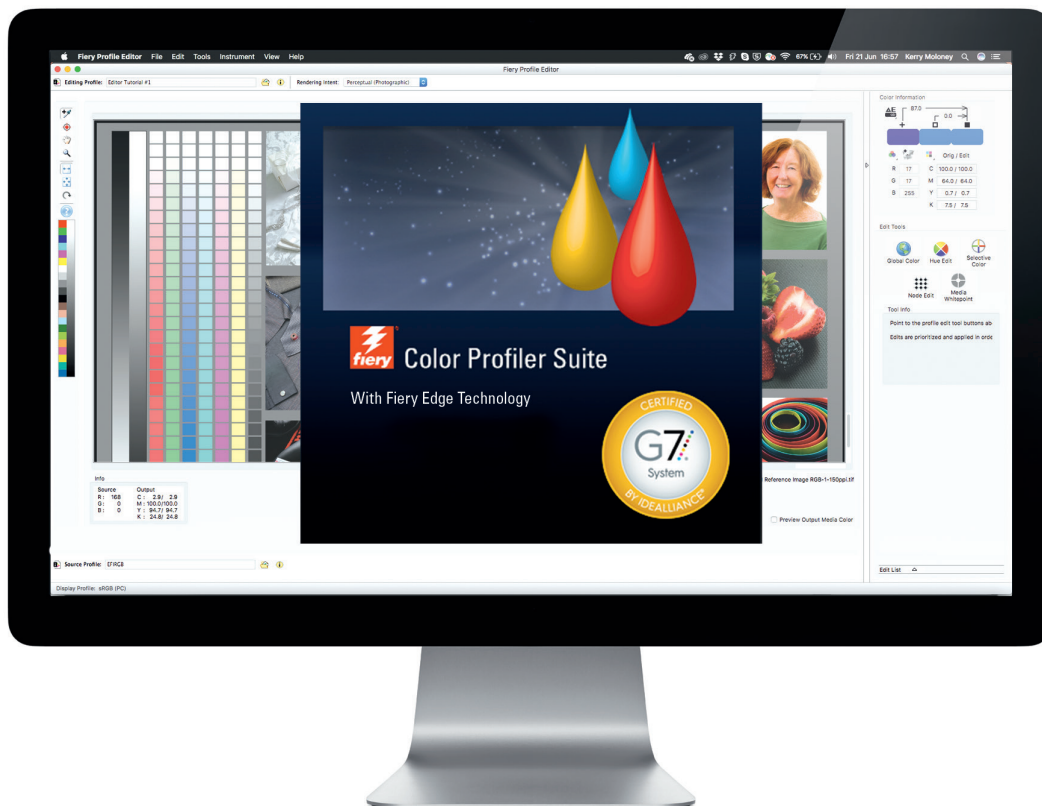 Fiery Profile Editor File Edit Tools Instrument View Help 67% Fri 21 Jun 16:57 Kerry Moloney
Fiery Profile Editor
Editing Profile: Editor Tutorial #1 Rendering Intent: Perceptual (Photographic)
Color Information
ΔE 87.0
0.0
Orig / Edit
R 17 C 100.0 / 100.0
G 17 M 64.0 / 64.0
B 255 Y 0.7 / 0.7
K 7.5 / 7.5
Edit Tools
Global Color Hue Edit Selective
Color
Node Edit Media
Whitepoint
Tool Info
Point to the profile edit tool buttons ab
Edits are prioritized and applied in orde
fiery® Color Profiler Suite
With Fiery Edge Technology
CERTIFIED
G7
System
BY IDEALLIANCE®
Info
Source Output
R: 168 C: 2.9/ 2.9
G: 0 M: 100.0/100.0
B: 0 Y: 94.7/ 94.7
K: 24.8/ 24.8
Reference Image RGB-1-150ppi.tif
Preview Output Media Color
Source Profile: EFIRGB
Edit List
Display Profile: sRGB (PC)